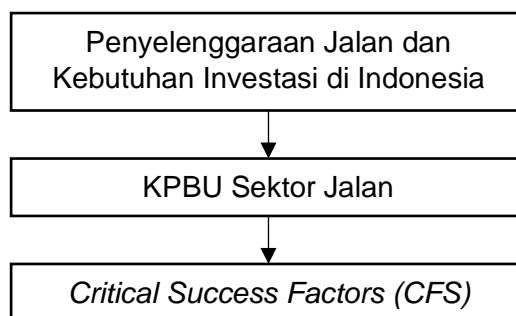 Penyelenggaraan Jalan dan
Kebutuhan Investasi di Indonesia
KPBU Sektor Jalan
Critical Success Factors (CFS)